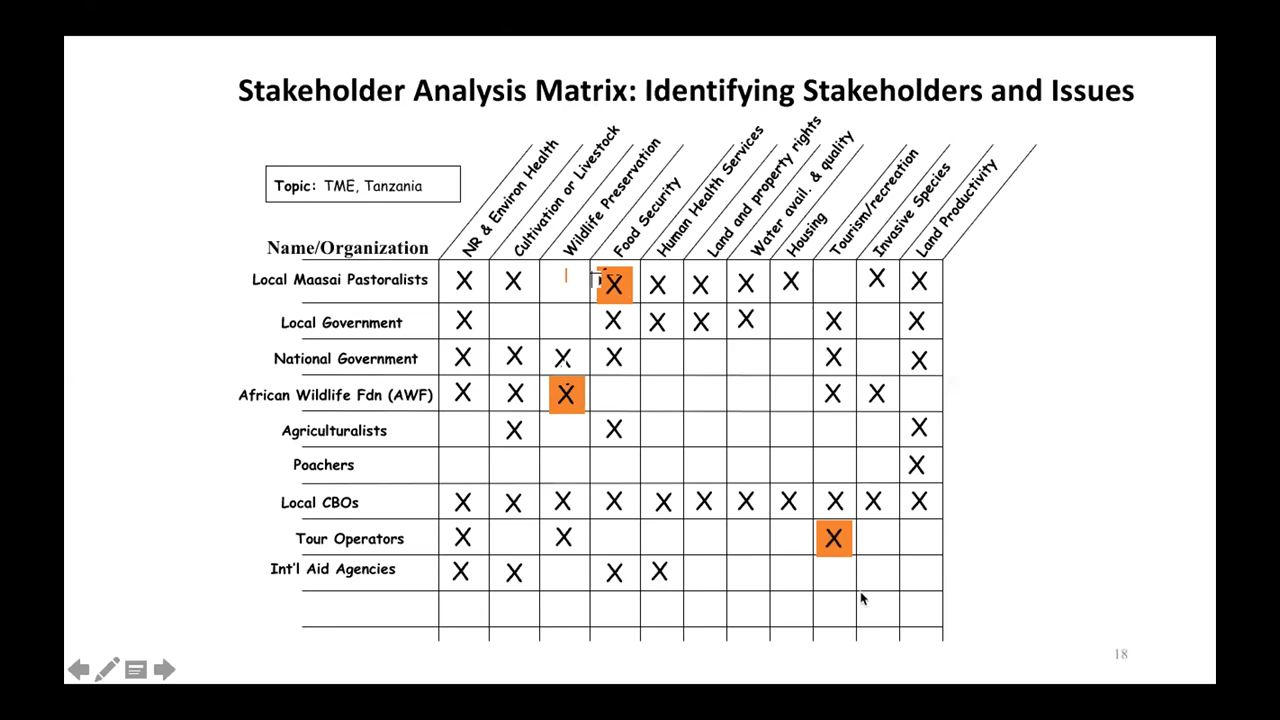 Stakeholder Analysis Matrix: Identifying Stakeholders and Issues
Topic: TME, Tanzania
Name/Organization
NR & Environ Health
Cultivation or Livestock
Wildlife Preservation
Food Security
Human Health Services
Land and property rights
Water avail. & quality
Housing
Tourism/recreation
Invasive Species
Land Productivity
Local Maasai Pastoralists X X X X X X X X X
Local Government X X X X X X X
National Government X X X X X X
African Wildlife Fdn (AWF) X X X X X
Agriculturalists X X X
Poachers X
Local CBOs X X X X X X X X X X X
Tour Operators X X X
Int'l Aid Agencies X X X X
18